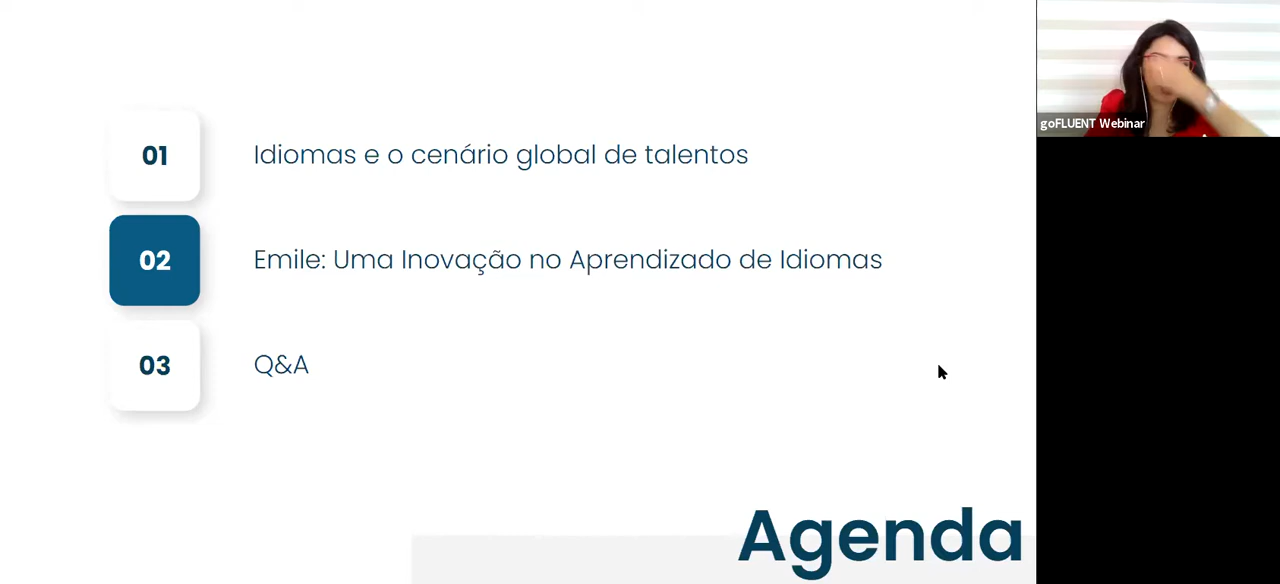 01
Idiomas e o cenário global de talentos
02
Emile: Uma Inovação no Aprendizado de Idiomas
03
Q&A
Agenda
goFLUENT Webinar